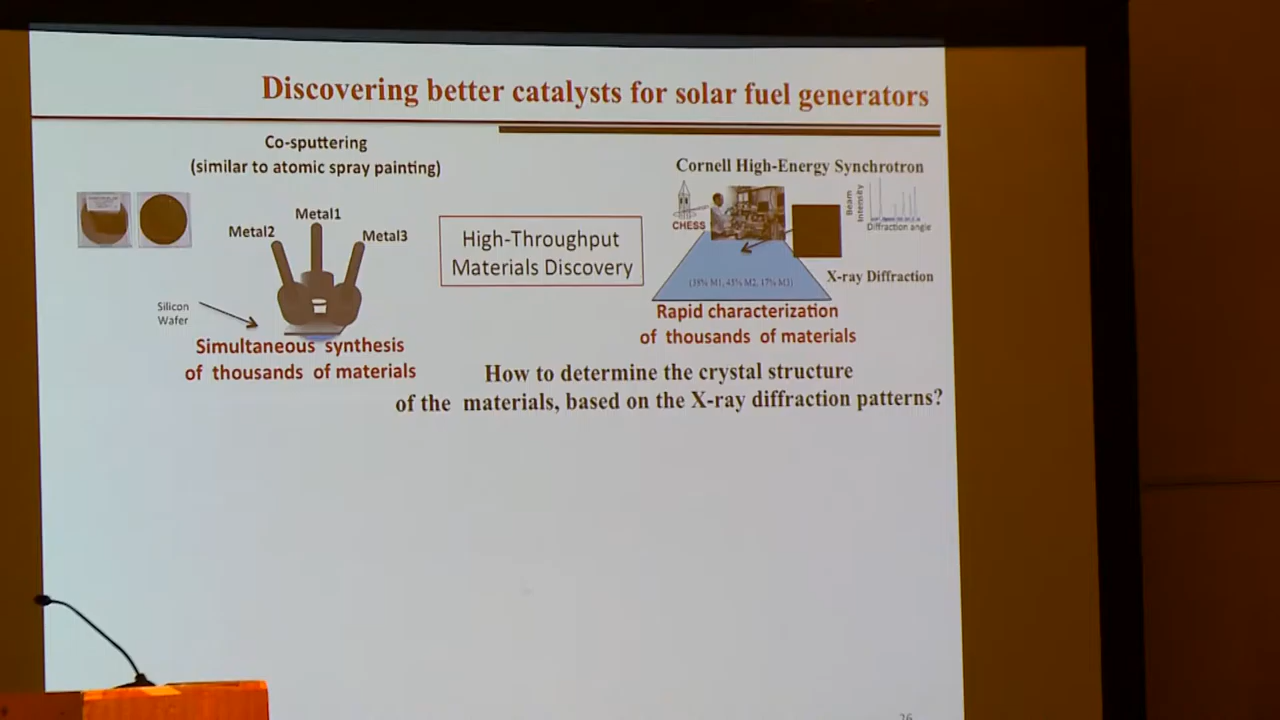 Discovering better catalysts for solar fuel generators
Co-sputtering
(similar to atomic spray painting)
Metal1
Metal2
Metal3
Silicon
Wafer
Simultaneous synthesis
of thousands of materials
High-Throughput
Materials Discovery
Cornell High-Energy Synchrotron
CHESS
Beam
Intensity
Diffraction angle
X-ray Diffraction
Rapid characterization
of thousands of materials
How to determine the crystal structure
of the materials, based on the X-ray diffraction patterns?